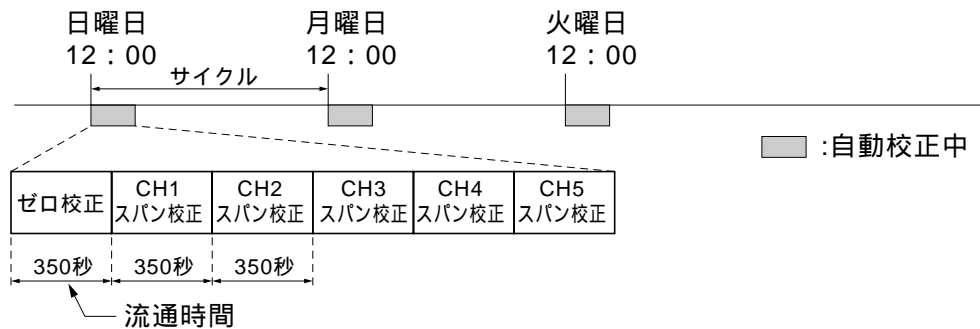 日曜日 月曜日 火曜日
12：00 12：00 12：00
サイクル
:自動校正中
ゼロ校正
CH1
スパン校正
CH2
スパン校正
CH3
スパン校正
CH4
スパン校正
CH5
スパン校正
350秒 350秒 350秒
流通時間